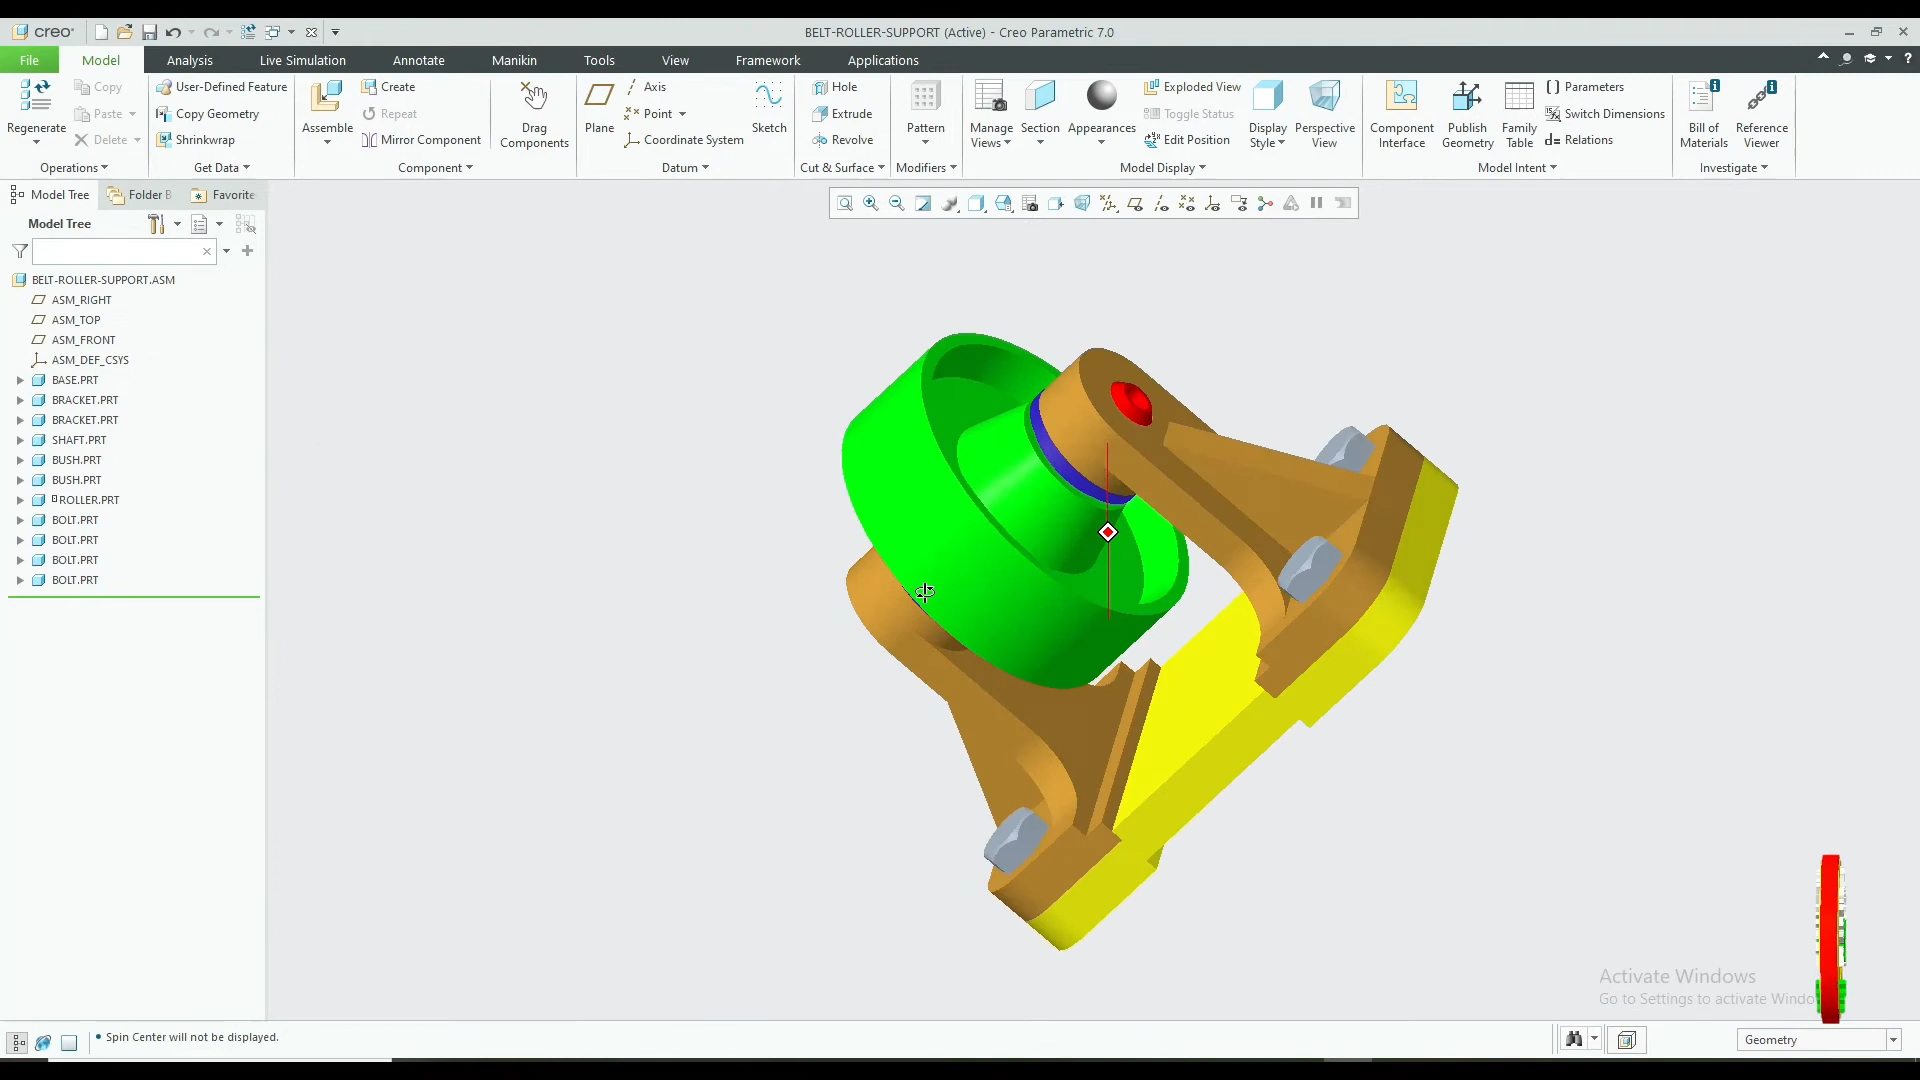 creo
BELT-ROLLER-SUPPORT (Active) - Creo Parametric 7.0
File
Model
Analysis
Live Simulation
Annotate
Manikin
Tools
View
Framework
Applications
Regenerate
Copy
Paste
Delete
Operations
User-Defined Feature
Copy Geometry
Shrinkwrap
Get Data
Assemble
Create
Repeat
Mirror Component
Component
Drag
Components
Plane
Axis
Point
Coordinate System
Sketch
Datum
Hole
Extrude
Revolve
Cut & Surface
Pattern
Modifiers
Manage
Views
Section
Appearances
Exploded View
Toggle Status
Edit Position
Display
Style
Perspective
View
Model Display
Component
Interface
Publish
Geometry
Family
Table
Parameters
Switch Dimensions
Relations
Model Intent
Bill of
Materials
Reference
Viewer
Investigate
Model Tree
Folder B
Favorite
Model Tree
BELT-ROLLER-SUPPORT.ASM
ASM_RIGHT
ASM_TOP
ASM_FRONT
ASM_DEF_CSYS
BASE.PRT
BRACKET.PRT
BRACKET.PRT
SHAFT.PRT
BUSH.PRT
BUSH.PRT
ROLLER.PRT
BOLT.PRT
BOLT.PRT
BOLT.PRT
BOLT.PRT
Activate Windows
Go to Settings to activate Windo
• Spin Center will not be displayed.
Geometry